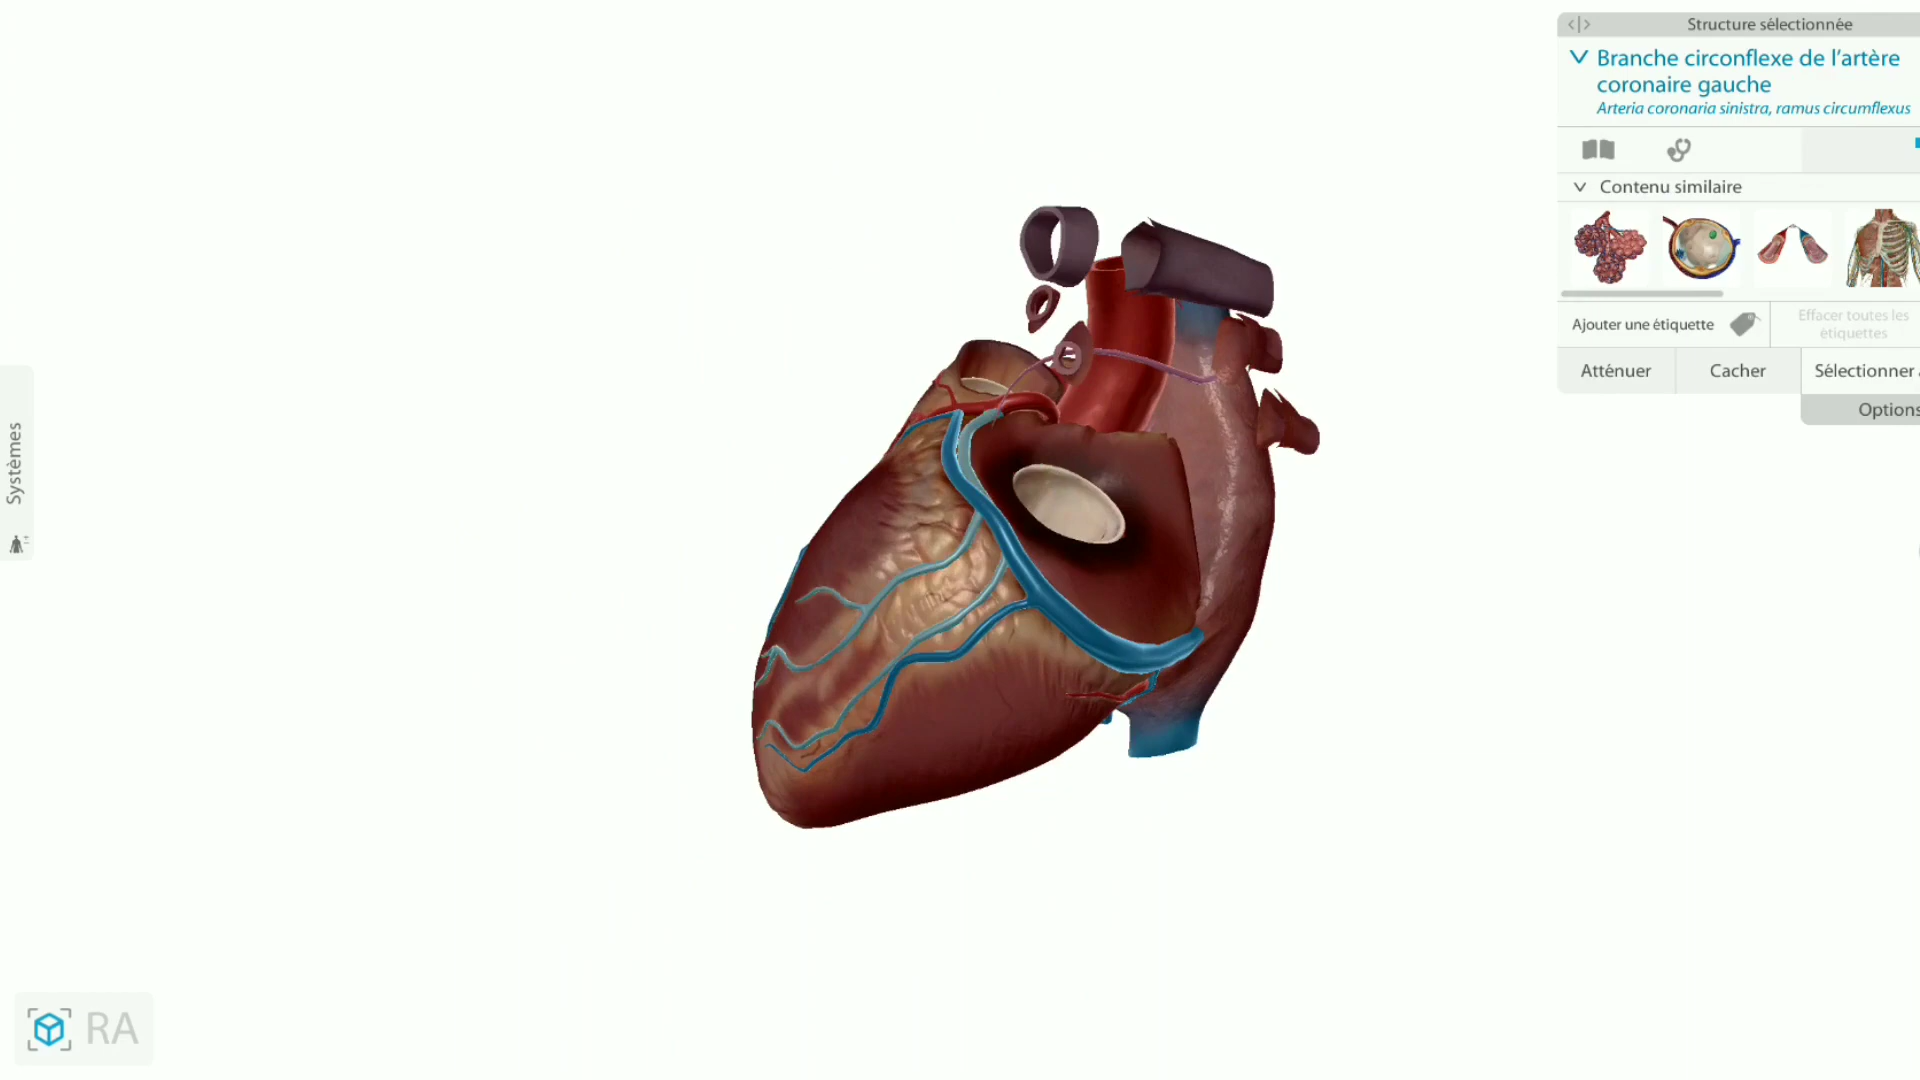 Structure sélectionnée
Branche circonflexe de l’artère
coronaire gauche
Arteria coronaria sinistra, ramus circumflexus
Contenu similaire
Ajouter une étiquette
Effacer toutes les
étiquettes
Atténuer
Cacher
Sélectionner
Options
Systèmes
RA